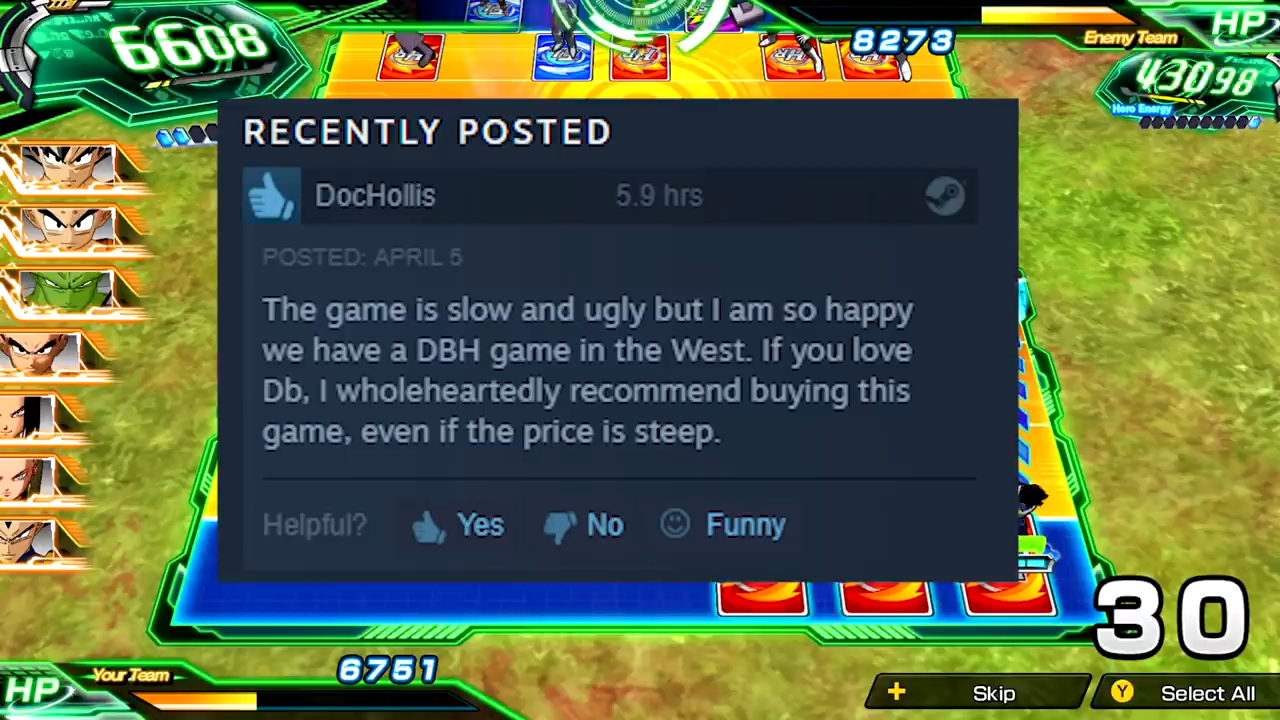 6608
8273
Enemy Team
HP
43098
Hero Energy
RECENTLY POSTED
DocHollis
5.9 hrs
POSTED: APRIL 5
The game is slow and ugly but I am so happy
we have a DBH game in the West. If you love
Db, I wholeheartedly recommend buying this
game, even if the price is steep.
Helpful?
Yes
No
Funny
30
Your Team
6751
HP
+ Skip
Y Select All